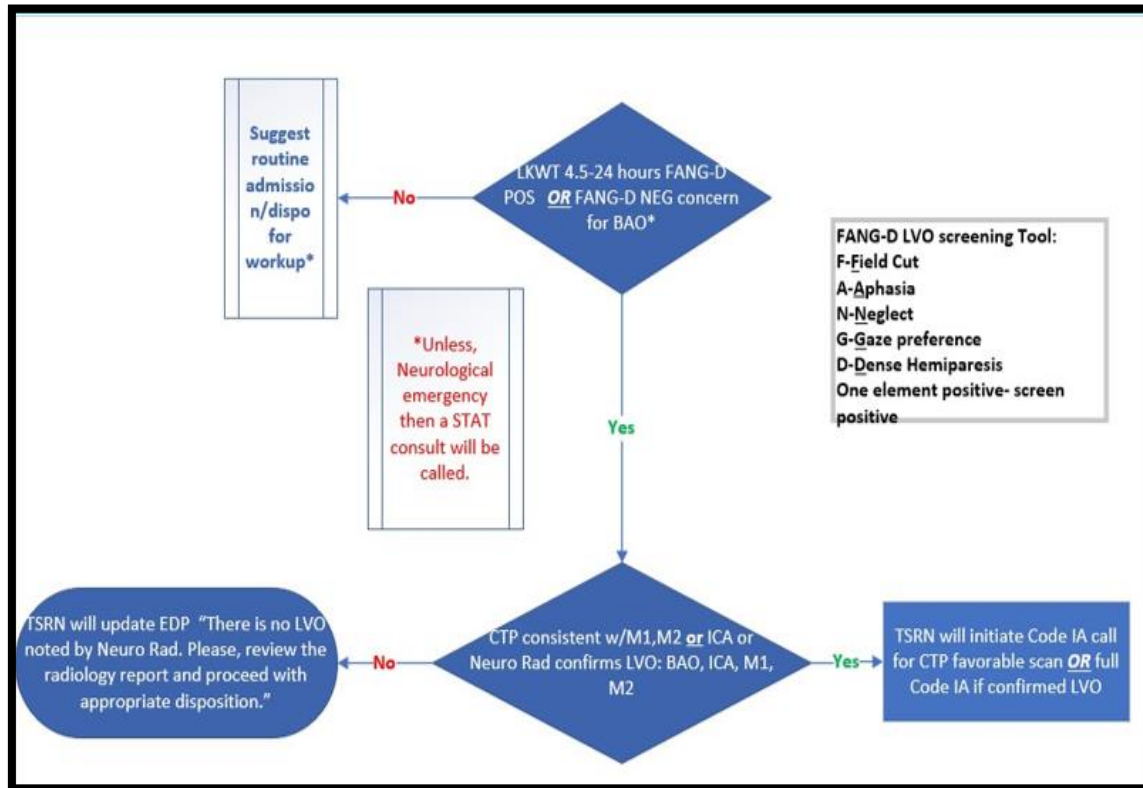 Suggest
routine
admissio
n/dispo
for
workup*
No
LKWT 4.5-24 hours FANG-D
POS OR FANG-D NEG concern
for BAO*
FANG-D LVO screening Tool:
F-Field Cut
A-Aphasia
N-Neglect
G-Gaze preference
D-Dense Hemiparesis
One element positive- screen
positive
*Unless,
Neurological
emergency
then a STAT
consult will be
called.
Yes
TSRN will update EDP "There is no LVO
noted by Neuro Rad. Please, review the
radiology report and proceed with
appropriate disposition."
No
CTP consistent w/M1,M2 or ICA or
Neuro Rad confirms LVO: BAO, ICA, M1,
M2
Yes
TSRN will initiate Code IA call
for CTP favorable scan OR full
Code IA if confirmed LVO